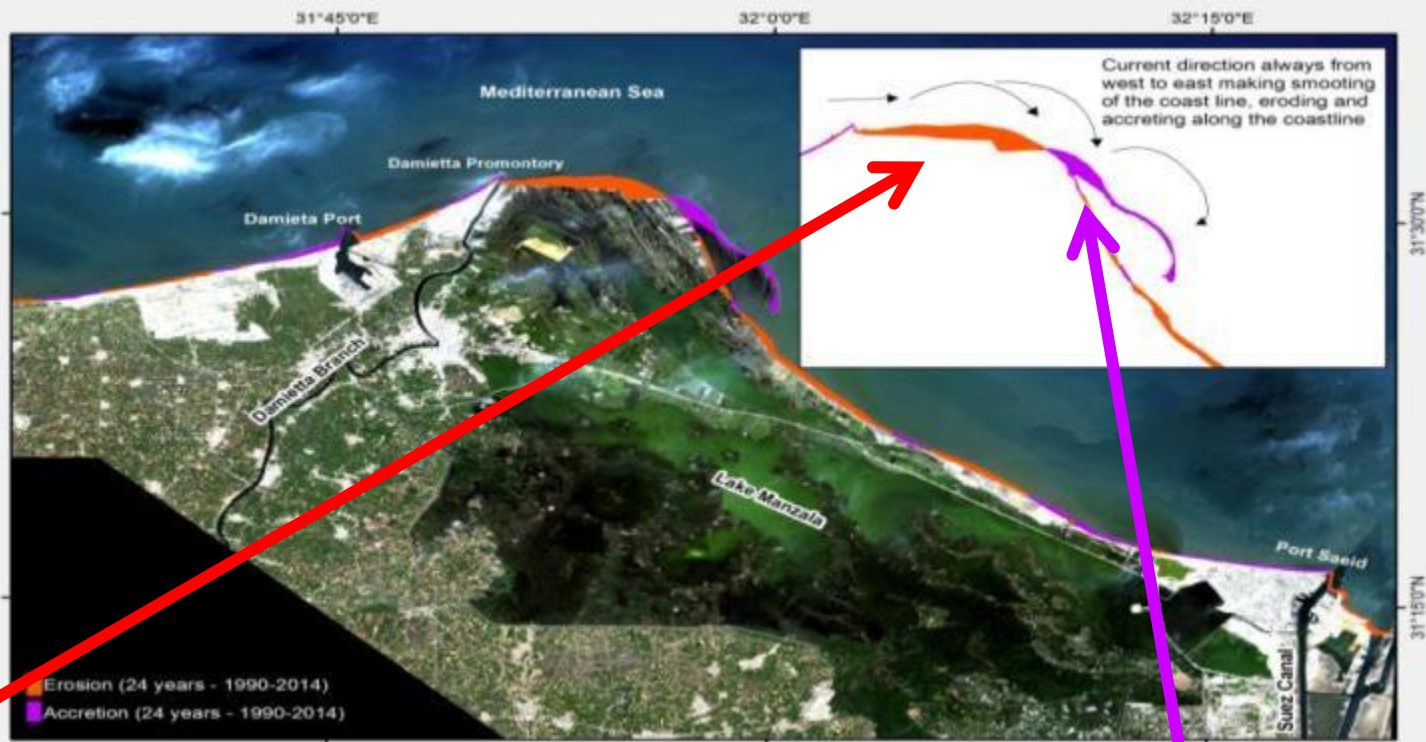 31°45'0"E
32°0'0"E
32°15'0"E
Current direction always from
west to east making smooting
of the coast line, eroding and
accreting along the coastline
Mediterranean Sea
Damietta Promontory
Damieta Port
31°30'0"N
Damietta Branch
Lake Manzala
Port Saeid
31°15'0"N
Suez Canal
Erosion (24 years - 1990-2014)
Accretion (24 years - 1990-2014)